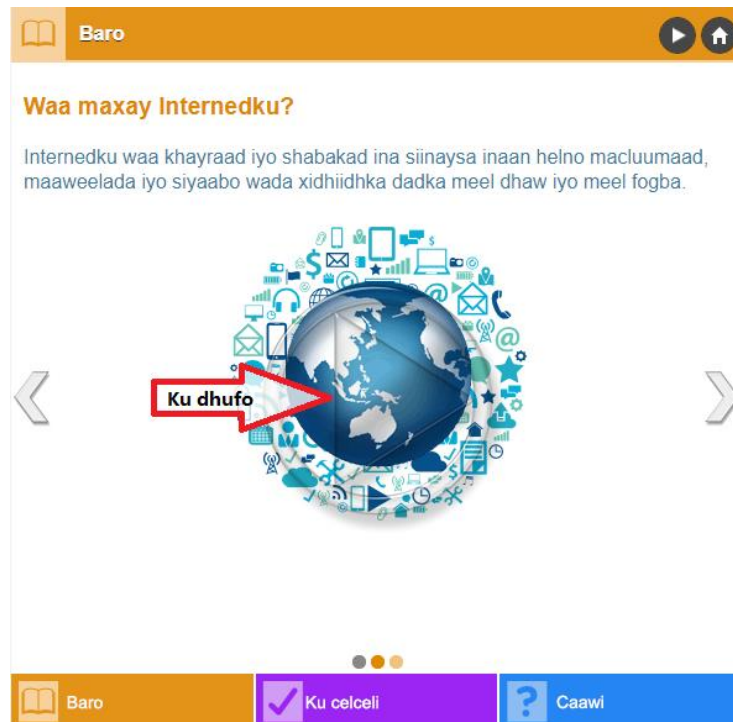 Baro
Waa maxay Internedku?
Internedku waa khayraad iyo shabakad ina siinaysa inaan helno macluumaad,
maaweelada iyo siyaabo wada xidhiidhka dadka meel dhaw iyo meel fogba.
Ku dhufo
Baro
Ku celceli
Caawi